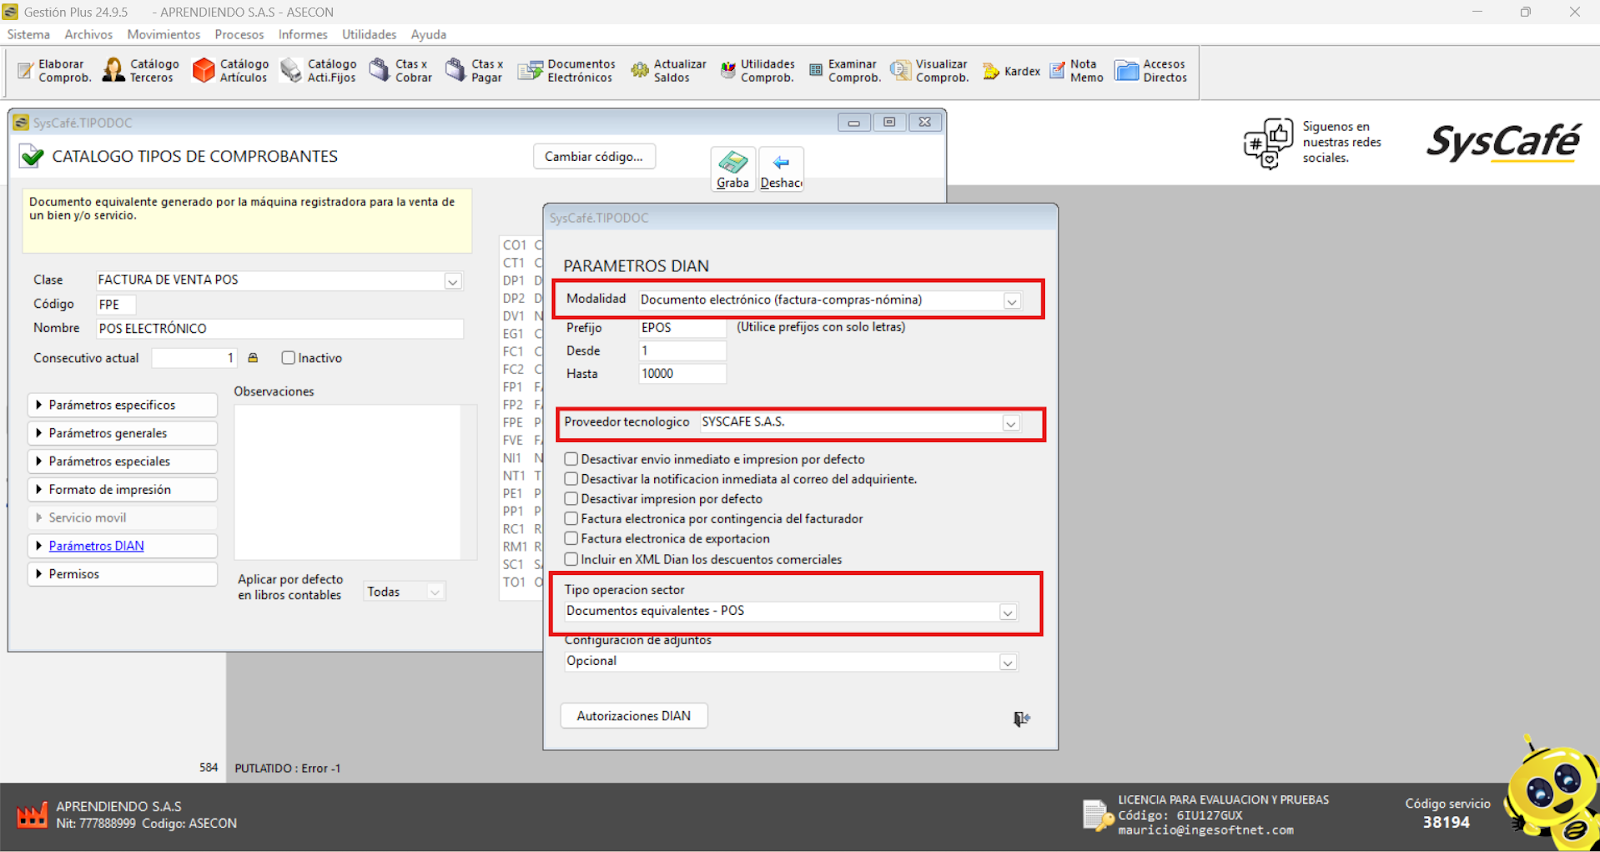 Gestión Plus 24.9.5 - APRENDIENDO S.A.S - ASECON
Sistema Archivos Movimientos Procesos Informes Utilidades Ayuda
Elaborar Comprob.
Catálogo Terceros
Catálogo Artículos
Catálogo Acti.Fijos
Ctas x Cobrar
Ctas x Pagar
Documentos Electrónicos
Actualizar Saldos
Utilidades Comprob.
Examinar Comprob.
Visualizar Comprob.
Kardex
Nota Memo
Accesos Directos
Siguenos en
nuestras redes
sociales.
SysCafé
SysCafé.TIPODOC
CATALOGO TIPOS DE COMPROBANTES
Cambiar código...
Graba
Deshac
Documento equivalente generado por la máquina registradora para la venta de
un bien y/o servicio.
Clase FACTURA DE VENTA POS
Código FPE
Nombre POS ELECTRÓNICO
Consecutivo actual 1 Inactivo
Parámetros especificos
Parámetros generales
Parámetros especiales
Formato de impresión
Servicio movil
Parámetros DIAN
Permisos
Observaciones
Aplicar por defecto
en libros contables
Todas
CO1 C
CT1 C
DP1 D
DP2 D
DV1 N
EG1 C
FC1 C
FC2 C
FP1 F
FP2 F
FPE P
FVE F
NI1 N
NT1 T
PE1 P
PP1 P
RC1 R
RM1 R
SC1 S
TO1 O
SysCafé.TIPODOC
PARAMETROS DIAN
Modalidad Documento electrónico (factura-compras-nómina)
Prefijo EPOS (Utilice prefijos con solo letras)
Desde 1
Hasta 10000
Proveedor tecnologico SYSCAFE S.A.S.
Desactivar envio inmediato e impresion por defecto
Desactivar la notificacion inmediata al correo del adquiriente.
Desactivar impresion por defecto
Factura electronica por contingencia del facturador
Factura electronica de exportacion
Incluir en XML Dian los descuentos comerciales
Tipo operacion sector
Documentos equivalentes - POS
Configuracion de adjuntos
Opcional
Autorizaciones DIAN
584 PUTLATIDO : Error -1
APRENDIENDO S.A.S
Nit: 777888999 Codigo: ASECON
LICENCIA PARA EVALUACION Y PRUEBAS
Código: 6IU127GUX
mauricio@ingesoftnet.com
Código servicio
38194